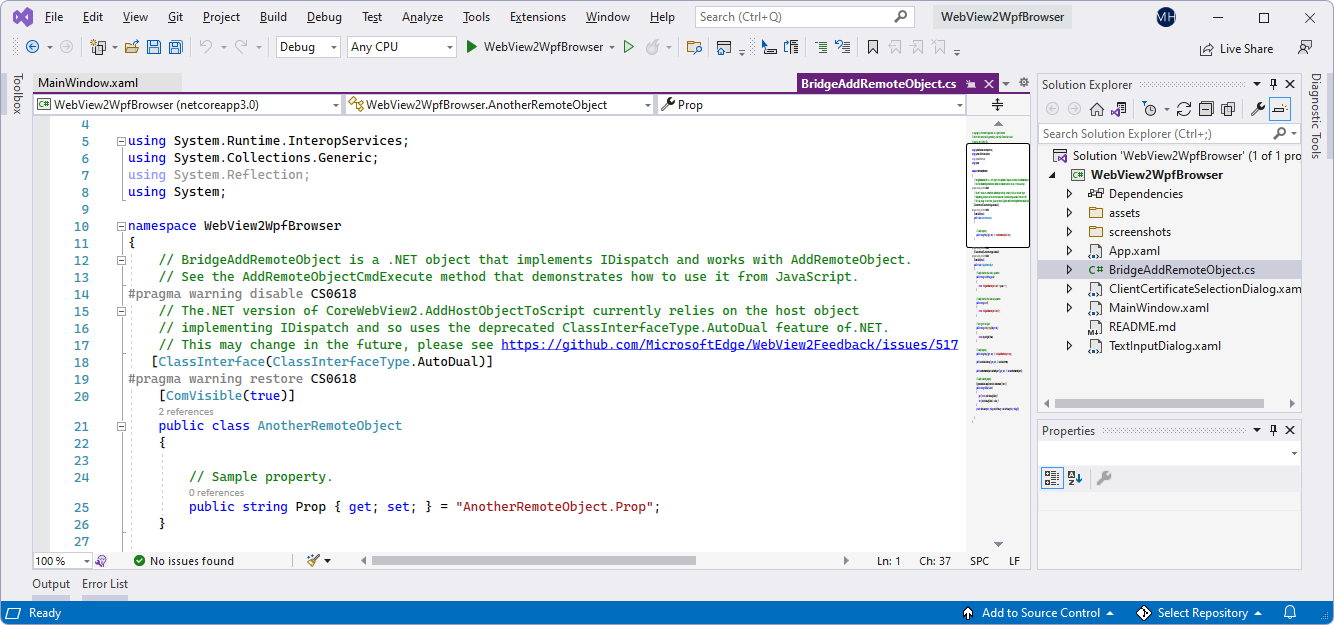 File Edit View Git Project Build Debug Test Analyze Tools Extensions Window Help Search (Ctrl+Q) WebView2WpfBrowser MH
Debug Any CPU WebView2WpfBrowser Live Share
Toolbox
MainWindow.xaml BridgeAddRemoteObject.cs
WebView2WpfBrowser (netcoreapp3.0) WebView2WpfBrowser.AnotherRemoteObject Prop
4
5 using System.Runtime.InteropServices;
6 using System.Collections.Generic;
7 using System.Reflection;
8 using System;
9
10 namespace WebView2WpfBrowser
11 {
12 // BridgeAddRemoteObject is a .NET object that implements IDispatch and works with AddRemoteObject.
13 // See the AddRemoteObjectCmdExecute method that demonstrates how to use it from JavaScript.
14 #pragma warning disable CS0618
15 // The.NET version of CoreWebView2.AddHostObjectToScript currently relies on the host object
16 // implementing IDispatch and so uses the deprecated ClassInterfaceType.AutoDual feature of.NET.
17 // This may change in the future, please see https://github.com/MicrosoftEdge/WebView2Feedback/issues/517
18 [ClassInterface(ClassInterfaceType.AutoDual)]
19 #pragma warning restore CS0618
20 [ComVisible(true)]
2 references
21 public class AnotherRemoteObject
22 {
23
24 // Sample property.
0 references
25 public string Prop { get; set; } = "AnotherRemoteObject.Prop";
26 }
27
100 % No issues found Ln: 1 Ch: 37 SPC LF
Output Error List
Solution Explorer
Search Solution Explorer (Ctrl+;)
Solution 'WebView2WpfBrowser' (1 of 1 pro
C# WebView2WpfBrowser
Dependencies
assets
screenshots
App.xaml
C# BridgeAddRemoteObject.cs
ClientCertificateSelectionDialog.xam
MainWindow.xaml
README.md
TextInputDialog.xaml
Properties
Diagnostic Tools
Ready Add to Source Control Select Repository